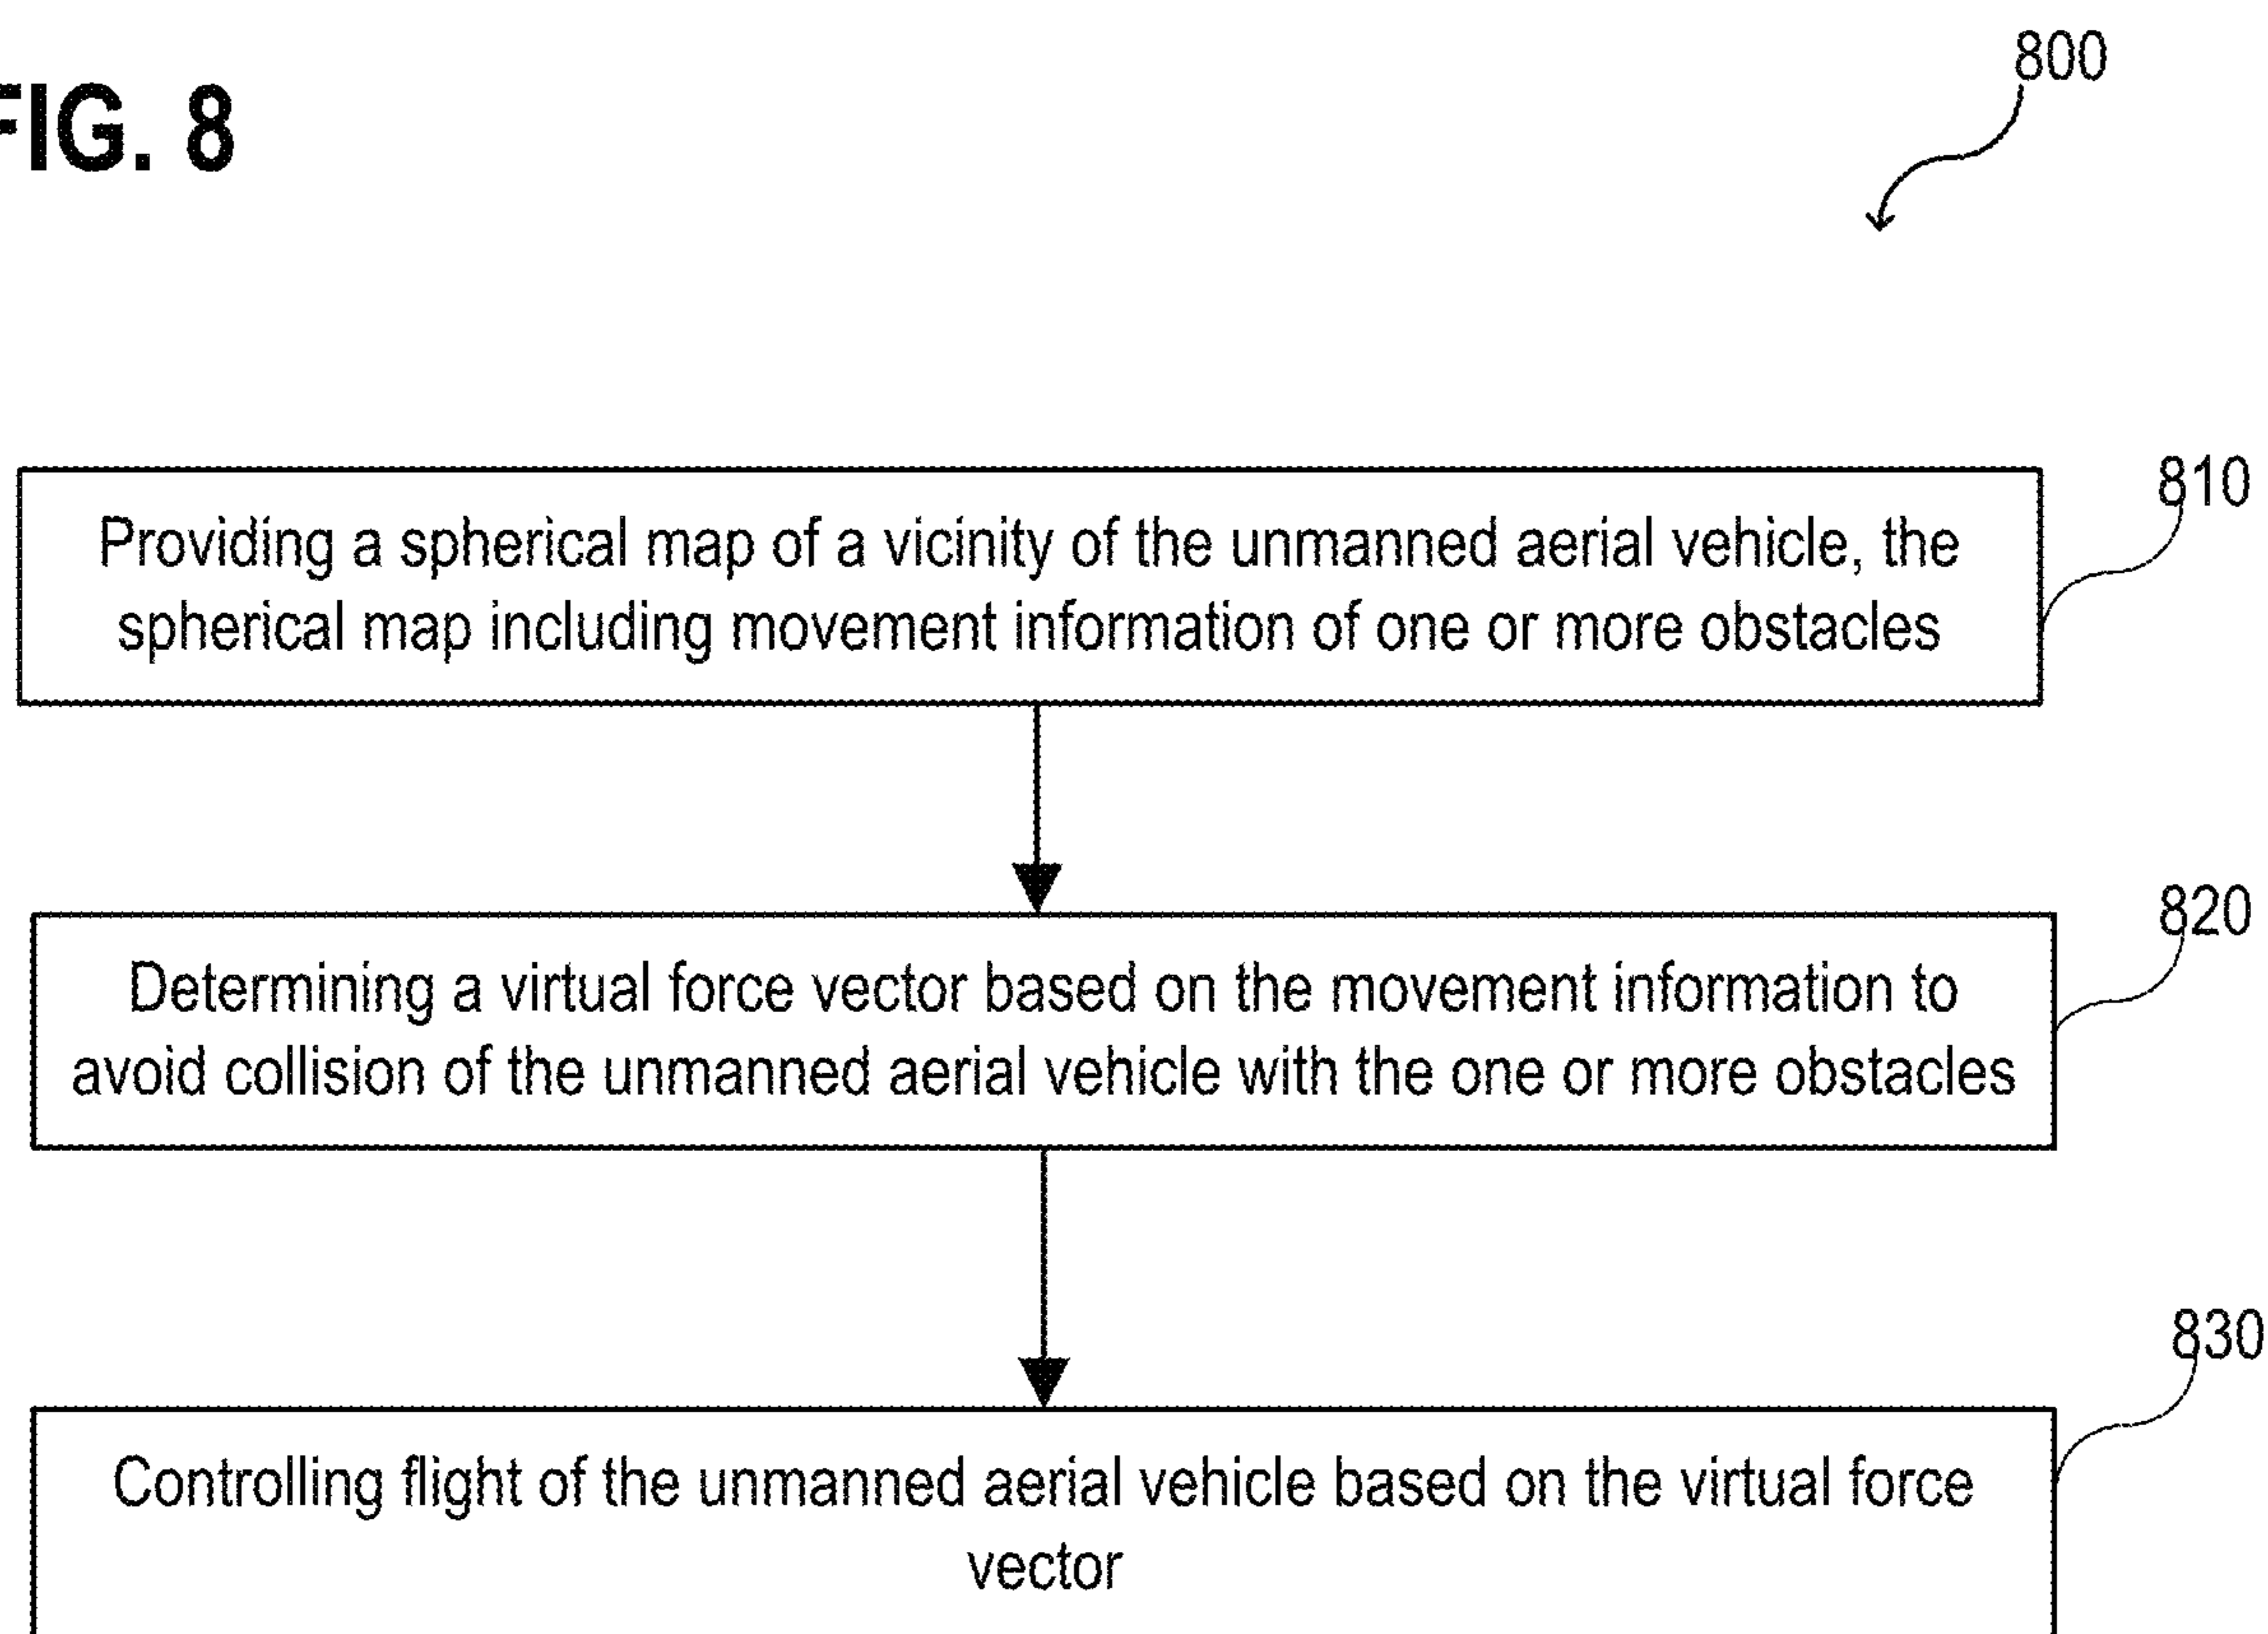 FIG. 8
800
810
Providing a spherical map of a vicinity of the unmanned aerial vehicle, the
spherical map including movement information of one or more obstacles
820
Determining a virtual force vector based on the movement information to
avoid collision of the unmanned aerial vehicle with the one or more obstacles
830
Controlling flight of the unmanned aerial vehicle based on the virtual force
vector